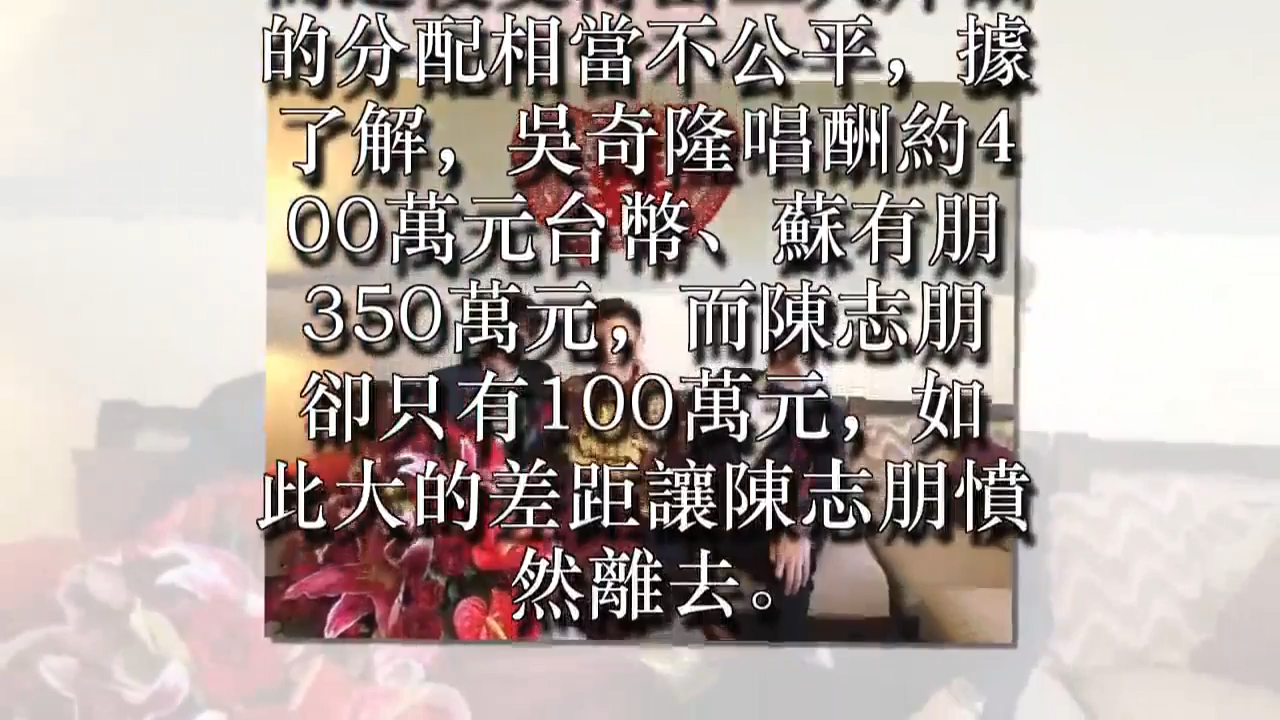 的分配相當不公平，據
了解，吳奇隆唱酬約4
00萬元台幣、蘇有朋
350萬元，而陳志朋
卻只有100萬元，如
此大的差距讓陳志朋憤
然離去。